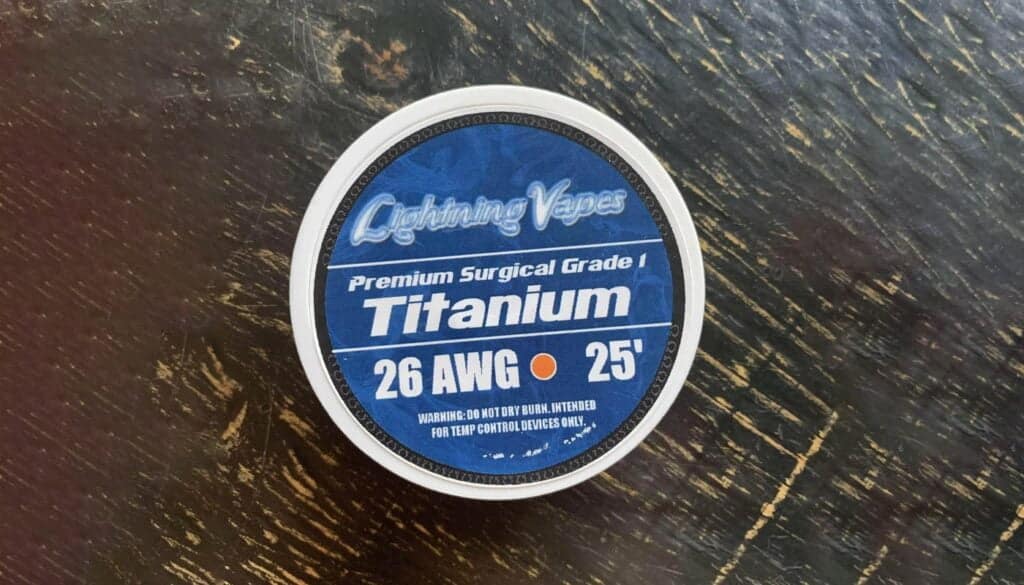 Lightning Vapes
Premium Surgical Grade 1
Titanium
26 AWG 25'
WARNING: DO NOT DRY BURN. INTENDED
FOR TEMP CONTROL DEVICES ONLY.